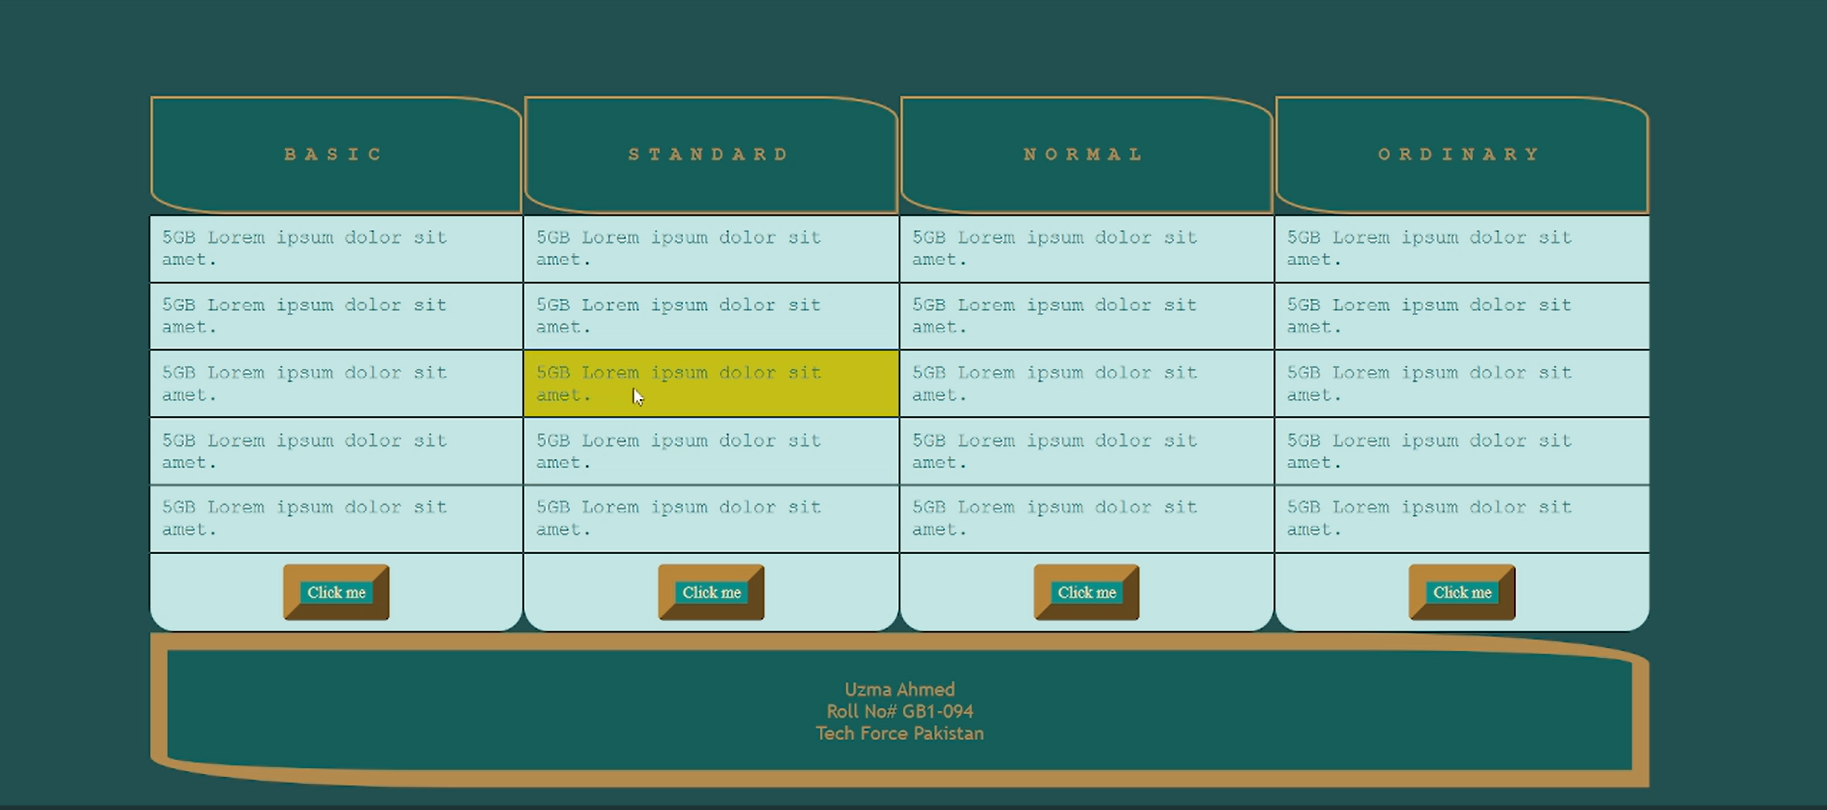 BASIC STANDARD NORMAL ORDINARY
5GB Lorem ipsum dolor sit 5GB Lorem ipsum dolor sit 5GB Lorem ipsum dolor sit 5GB Lorem ipsum dolor sit
amet. amet. amet. amet.
5GB Lorem ipsum dolor sit 5GB Lorem ipsum dolor sit 5GB Lorem ipsum dolor sit 5GB Lorem ipsum dolor sit
amet. amet. amet. amet.
5GB Lorem ipsum dolor sit 5GB Lorem ipsum dolor sit 5GB Lorem ipsum dolor sit 5GB Lorem ipsum dolor sit
amet. amet. amet. amet.
5GB Lorem ipsum dolor sit 5GB Lorem ipsum dolor sit 5GB Lorem ipsum dolor sit 5GB Lorem ipsum dolor sit
amet. amet. amet. amet.
5GB Lorem ipsum dolor sit 5GB Lorem ipsum dolor sit 5GB Lorem ipsum dolor sit 5GB Lorem ipsum dolor sit
amet. amet. amet. amet.
Click me Click me Click me Click me
Uzma Ahmed
Roll No# GB1-094
Tech Force Pakistan